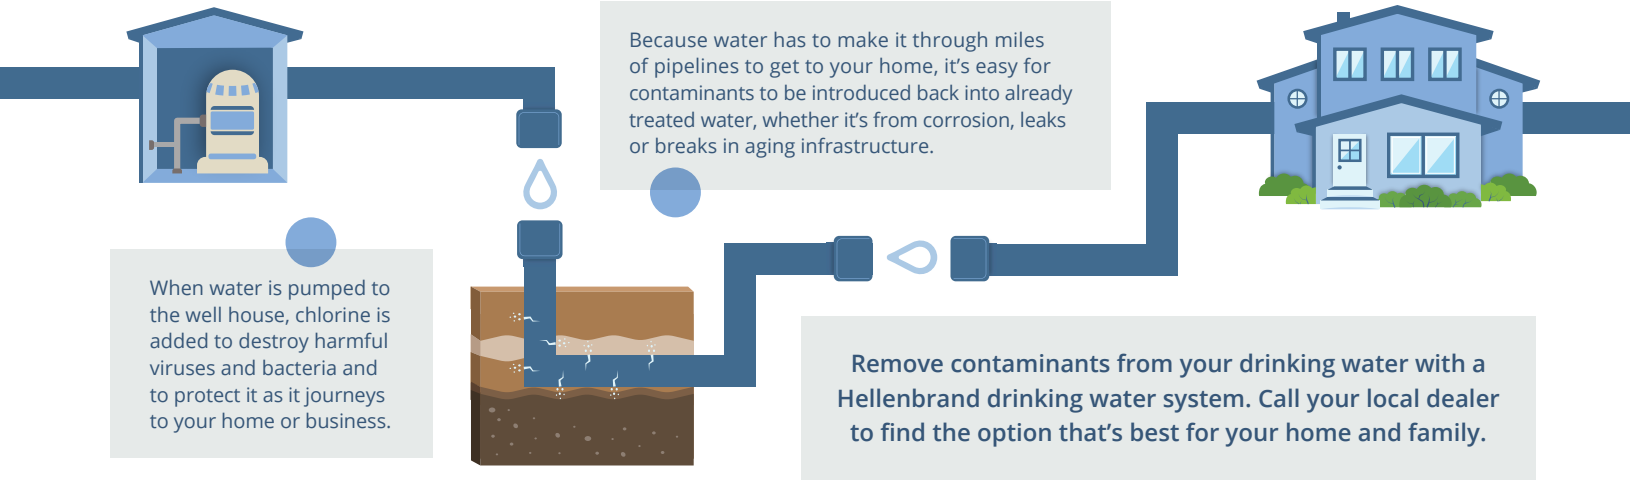 Because water has to make it through miles
of pipelines to get to your home, it’s easy for
contaminants to be introduced back into already
treated water, whether it’s from corrosion, leaks
or breaks in aging infrastructure.
When water is pumped to
the well house, chlorine is
added to destroy harmful
viruses and bacteria and
to protect it as it journeys
to your home or business.
Remove contaminants from your drinking water with a
Hellenbrand drinking water system. Call your local dealer
to find the option that’s best for your home and family.